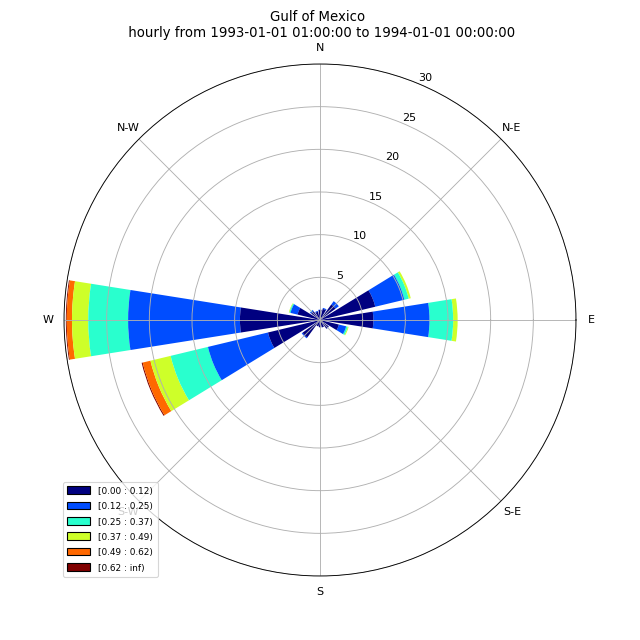 Gulf of Mexico
hourly from 1993-01-01 01:00:00 to 1994-01-01 00:00:00
N
N-W
N-E
30
25
20
15
10
5
W
E
[0.00 : 0.12)
[0.12 : 0.25)
[0.25 : 0.37)
[0.37 : 0.49)
[0.49 : 0.62)
[0.62 : inf)
S-W
S-E
S